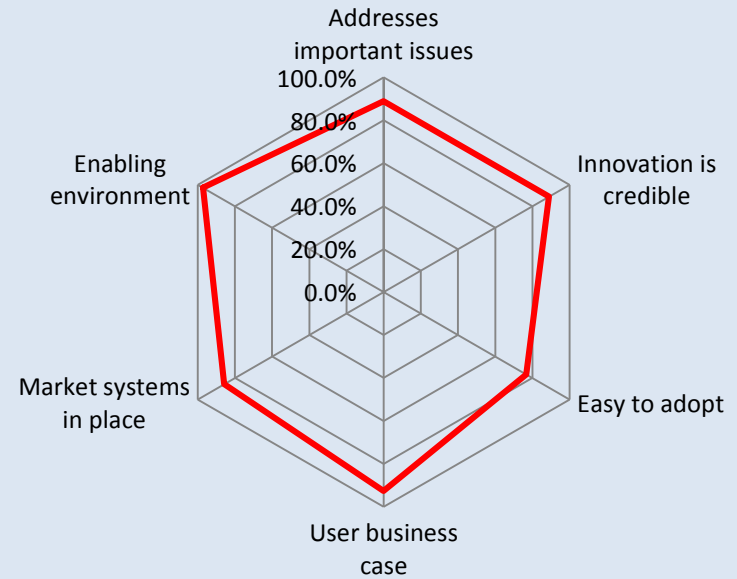 Addresses
important issues
100.0%
80.0%
60.0%
40.0%
20.0%
0.0%
Innovation is
credible
Easy to adopt
User business
case
Market systems
in place
Enabling
environment